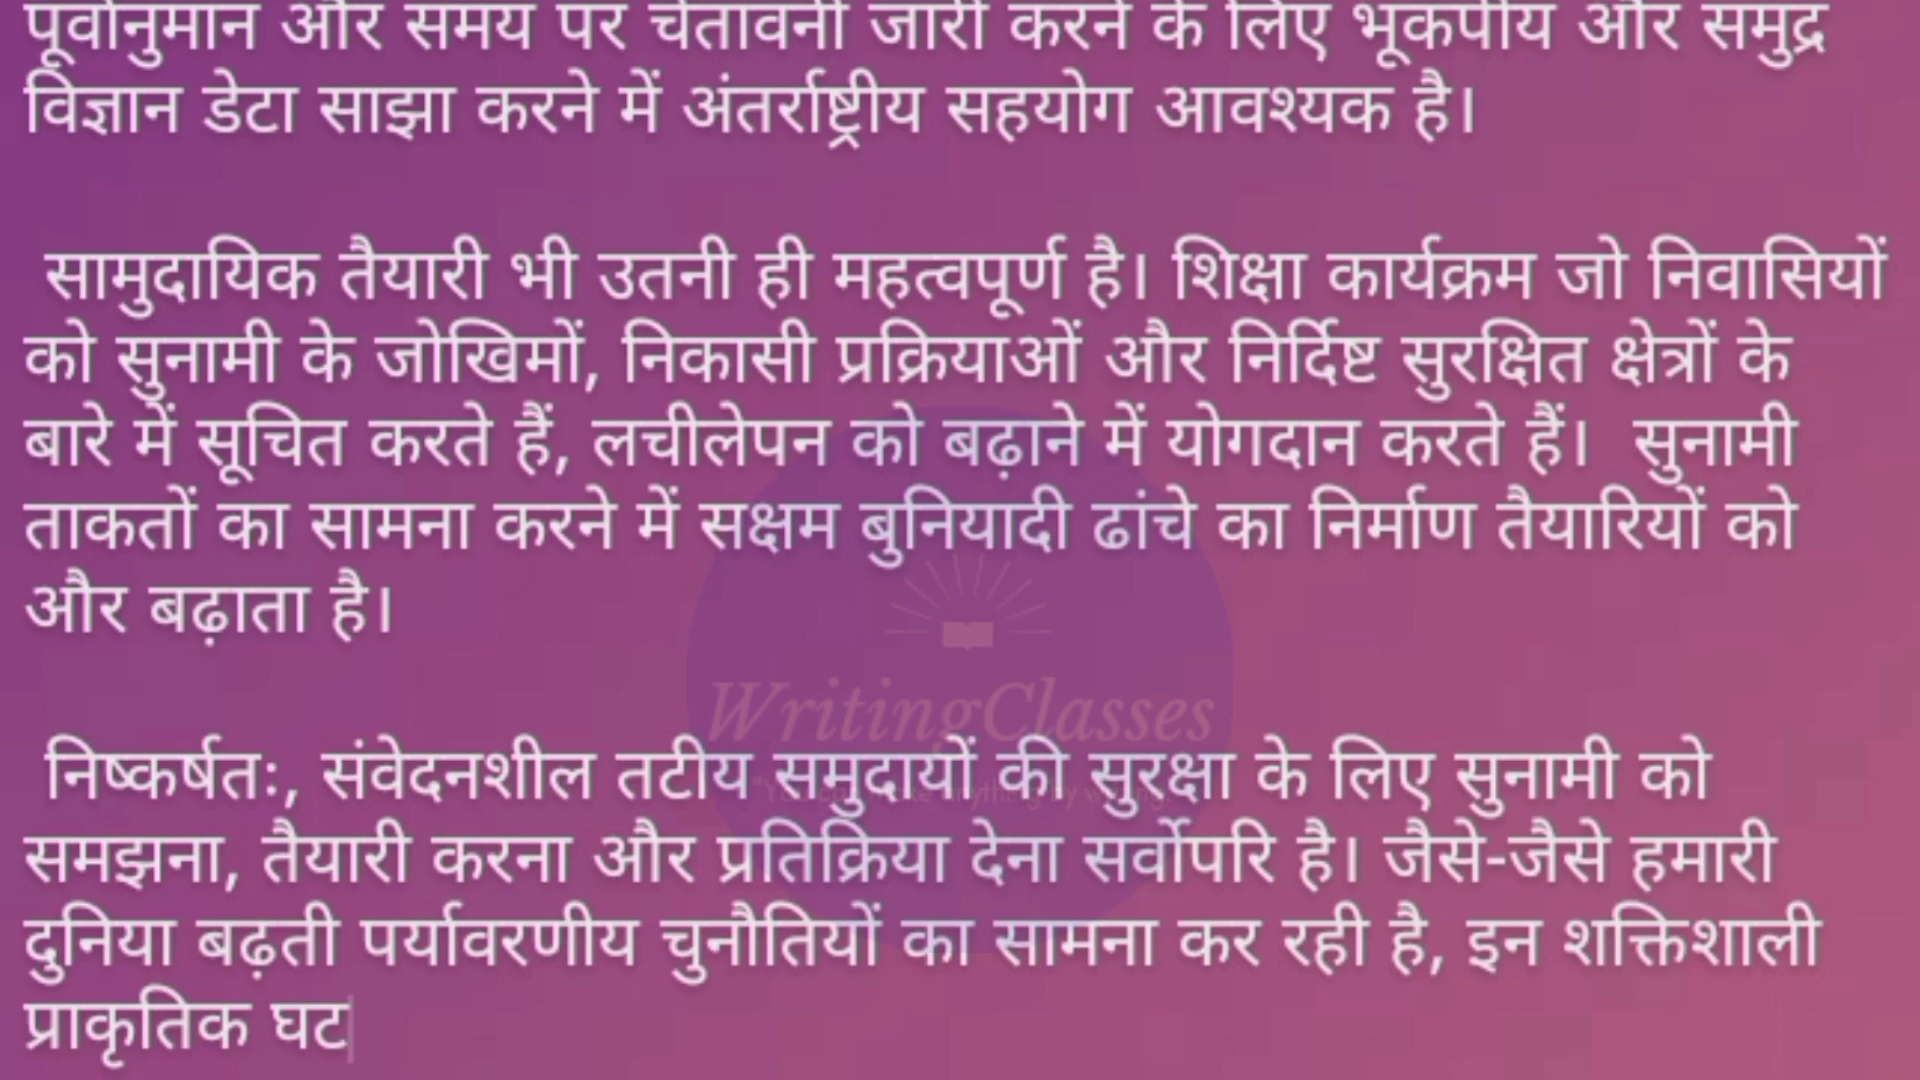 पूर्वानुमान और समय पर चेतावनी जारी करने के लिए भूकंपीय और समुद्र
विज्ञान डेटा साझा करने में अंतर्राष्ट्रीय सहयोग आवश्यक है।
सामुदायिक तैयारी भी उतनी ही महत्वपूर्ण है। शिक्षा कार्यक्रम जो निवासियों
को सुनामी के जोखिमों, निकासी प्रक्रियाओं और निर्दिष्ट सुरक्षित क्षेत्रों के
बारे में सूचित करते हैं, लचीलेपन को बढ़ाने में योगदान करते हैं। सुनामी
ताकतों का सामना करने में सक्षम बुनियादी ढांचे का निर्माण तैयारियों को
और बढ़ाता है।
WritingClasses
निष्कर्षतः, संवेदनशील तटीय समुदायों की सुरक्षा के लिए सुनामी को
समझना, तैयारी करना और प्रतिक्रिया देना सर्वोपरि है। जैसे-जैसे हमारी
दुनिया बढ़ती पर्यावरणीय चुनौतियों का सामना कर रही है, इन शक्तिशाली
प्राकृतिक घट